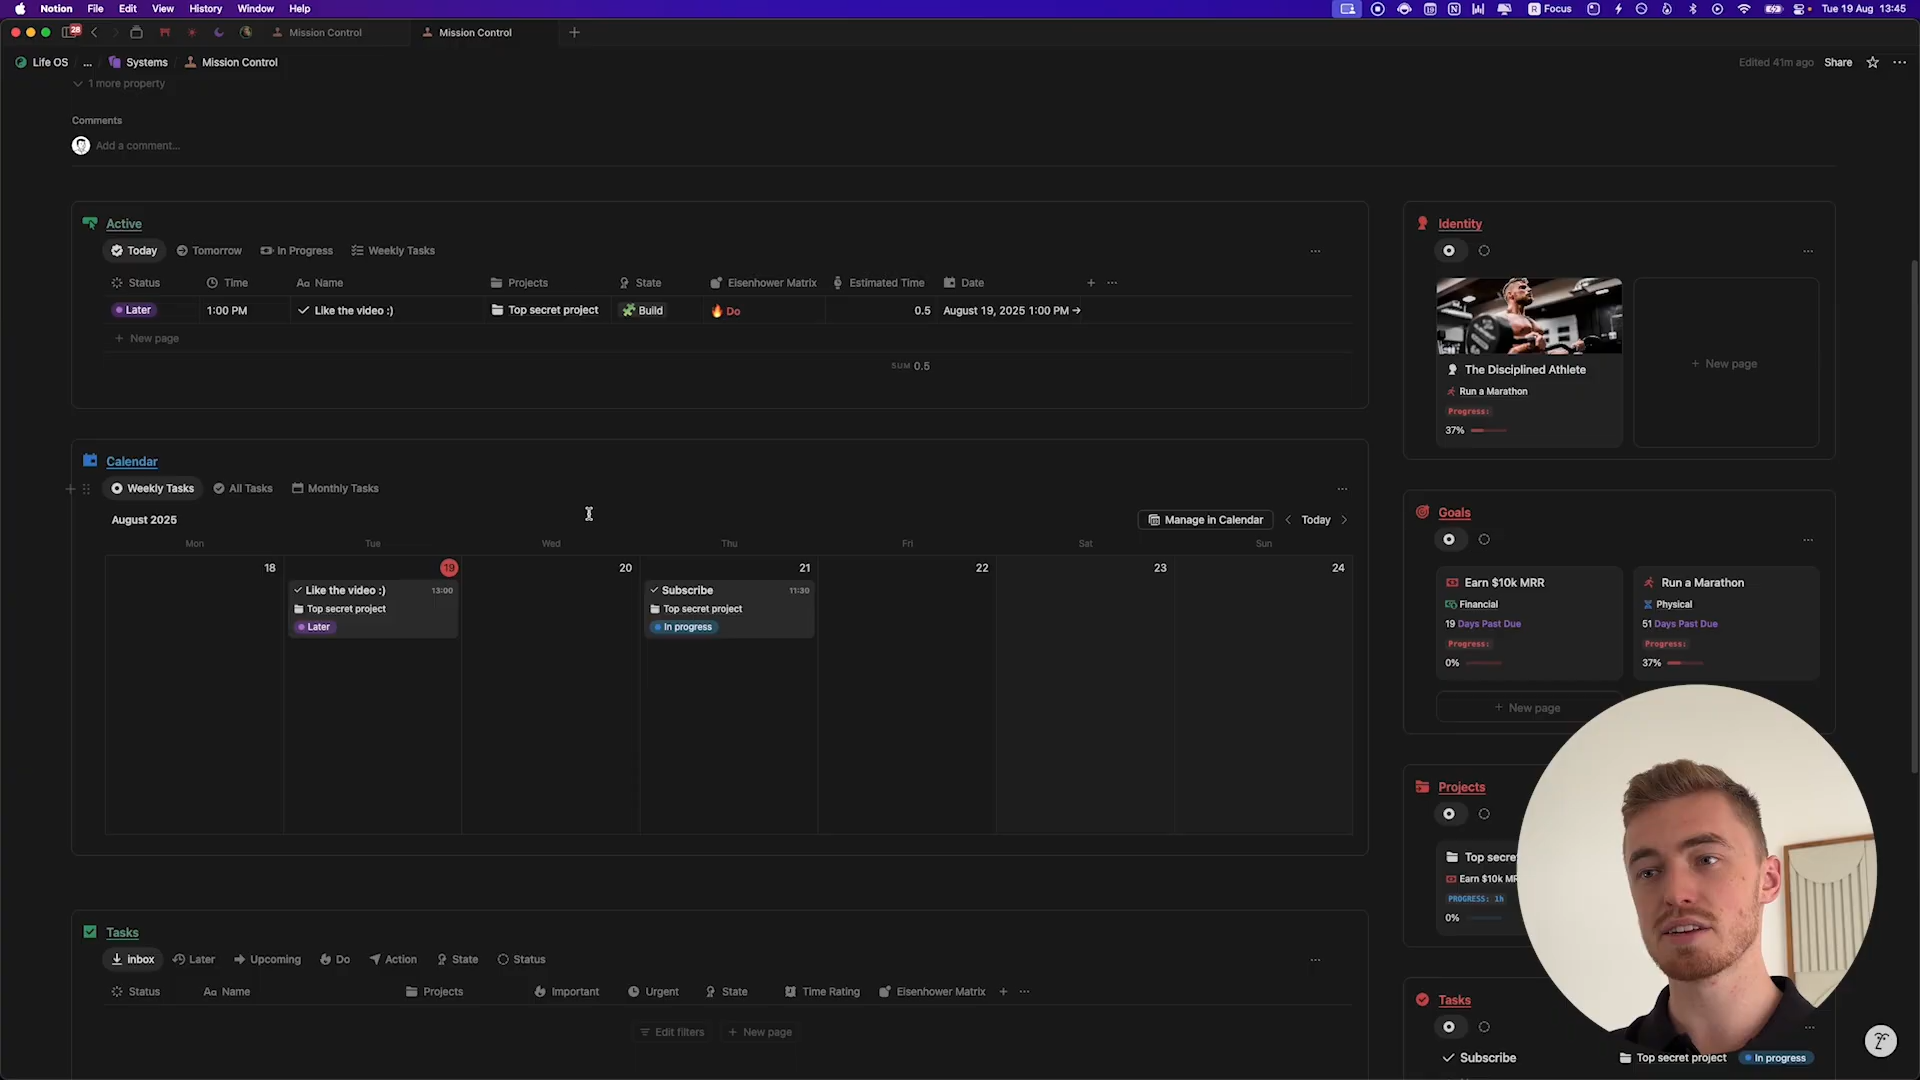 Notion File Edit View History Window Help Focus Tue 19 Aug 13:45
28 Mission Control Mission Control
Life OS ... Systems Mission Control Edited 41m ago Share
1 more property
Comments
Add a comment...
Active
Today Tomorrow In Progress Weekly Tasks
Status Time Aa Name Projects State Eisenhower Matrix Estimated Time Date
Later 1:00 PM Like the video :) Top secret project Build Do 0.5 August 19, 2025 1:00 PM →
+ New page
SUM 0.5
Calendar
Weekly Tasks All Tasks Monthly Tasks
August 2025 Manage in Calendar Today
Mon Tue Wed Thu Fri Sat Sun
18 19 20 21 22 23 24
Like the video :) 13:00 Subscribe 11:30
Top secret project Top secret project
Later In progress
Tasks
Inbox Later Upcoming Do Action State Status
Status Aa Name Projects Important Urgent State Time Rating Eisenhower Matrix
Edit filters + New page
Identity
The Disciplined Athlete + New page
Run a Marathon
Progress:
37%
Goals
Earn $10k MRR Run a Marathon
Financial Physical
19 Days Past Due 51 Days Past Due
Progress: Progress:
0% 37%
+ New page
Projects
Top secre
Earn $10k MR
PROGRESS: 1h
0%
Tasks
Subscribe Top secret project In progress